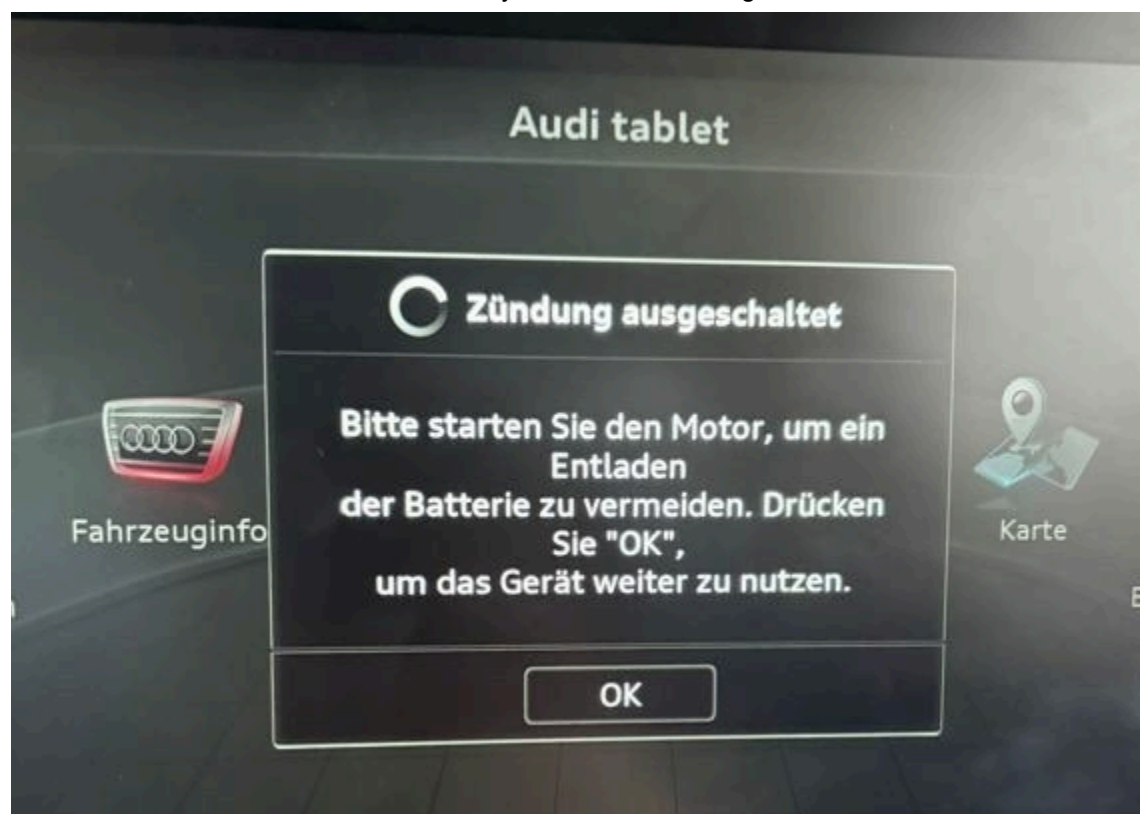 Audi tablet
Zündung ausgeschaltet
Bitte starten Sie den Motor, um ein
Entladen
der Batterie zu vermeiden. Drücken
Sie "OK",
um das Gerät weiter zu nutzen.
Fahrzeuginfo
Karte
OK